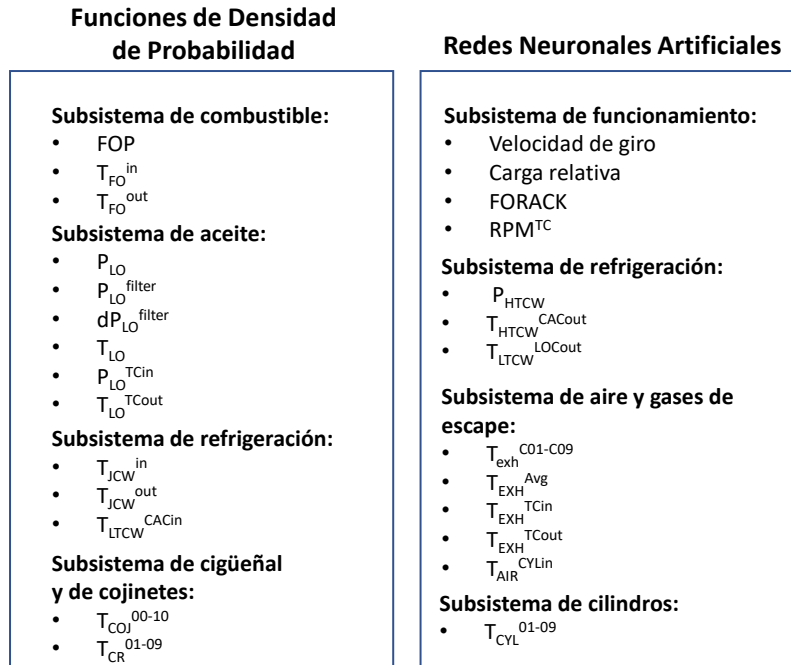 Funciones de Densidad
de Probabilidad
Subsistema de combustible:
• FOP
• T_FO^in
• T_FO^out
Subsistema de aceite:
• P_LO
• P_LO^filter
• dP_LO^filter
• T_LO
• P_LO^TCin
• T_LO^TCout
Subsistema de refrigeración:
• T_JCW^in
• T_JCW^out
• T_LTCW^CACin
Subsistema de cigüeñal
y de cojinetes:
• T_COJ^00-10
• T_CR^01-09
Redes Neuronales Artificiales
Subsistema de funcionamiento:
• Velocidad de giro
• Carga relativa
• FORACK
• RPM^TC
Subsistema de refrigeración:
• P_HTCW
• T_HTCW^CACout
• T_LTCW^LOCout
Subsistema de aire y gases de
escape:
• T_exh^C01-C09
• T_EXH^Avg
• T_EXH^TCin
• T_EXH^TCout
• T_AIR^CYLin
Subsistema de cilindros:
• T_CYL^01-09